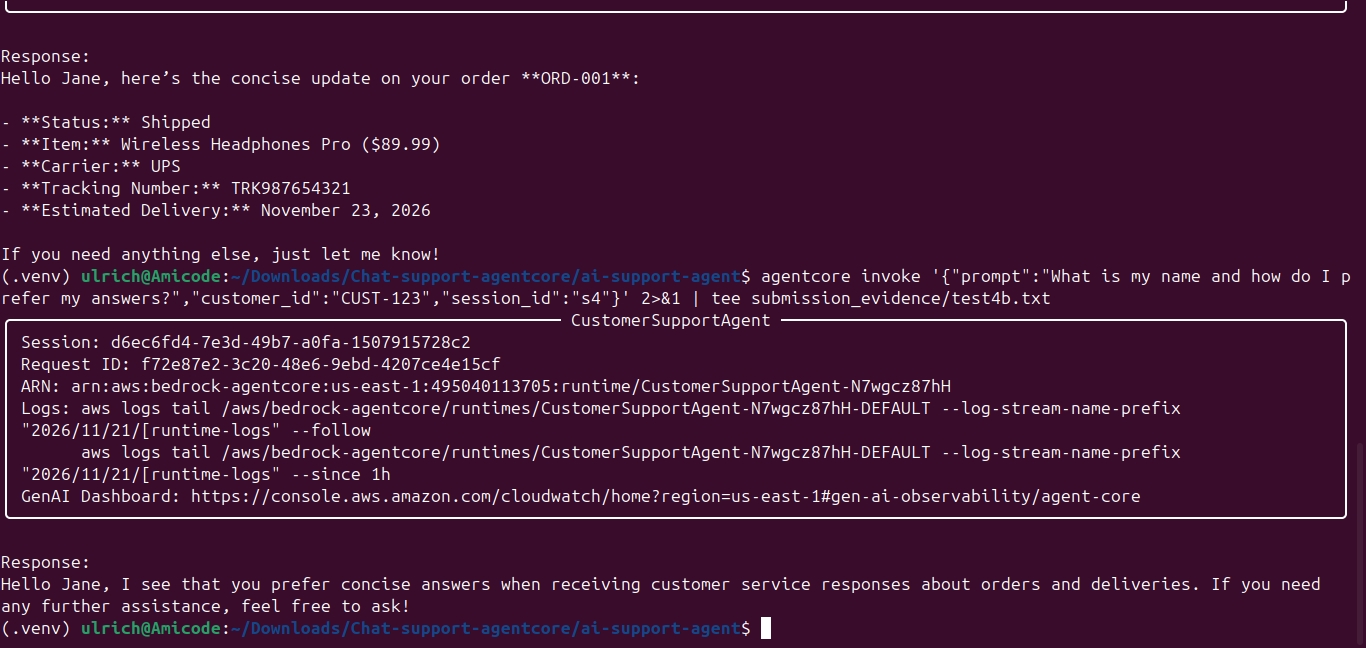 Response:
Hello Jane, here’s the concise update on your order **ORD-001**:
- **Status:** Shipped
- **Item:** Wireless Headphones Pro ($89.99)
- **Carrier:** UPS
- **Tracking Number:** TRK987654321
- **Estimated Delivery:** November 23, 2026
If you need anything else, just let me know!
(.venv) ulrich@Amicode:~/Downloads/Chat-support-agentcore/ai-support-agent$ agentcore invoke '{"prompt":"What is my name and how do I p
refer my answers?","customer_id":"CUST-123","session_id":"s4"}' 2>&1 | tee submission_evidence/test4b.txt
CustomerSupportAgent
Session: d6ec6fd4-7e3d-49b7-a0fa-1507915728c2
Request ID: f72e87e2-3c20-48e6-9ebd-4207ce4e15cf
ARN: arn:aws:bedrock-agentcore:us-east-1:495040113705:runtime/CustomerSupportAgent-N7wgcz87hH
Logs: aws logs tail /aws/bedrock-agentcore/runtimes/CustomerSupportAgent-N7wgcz87hH-DEFAULT --log-stream-name-prefix
"2026/11/21/[runtime-logs" --follow
aws logs tail /aws/bedrock-agentcore/runtimes/CustomerSupportAgent-N7wgcz87hH-DEFAULT --log-stream-name-prefix
"2026/11/21/[runtime-logs" --since 1h
GenAI Dashboard: https://console.aws.amazon.com/cloudwatch/home?region=us-east-1#gen-ai-observability/agent-core
Response:
Hello Jane, I see that you prefer concise answers when receiving customer service responses about orders and deliveries. If you need
any further assistance, feel free to ask!
(.venv) ulrich@Amicode:~/Downloads/Chat-support-agentcore/ai-support-agent$